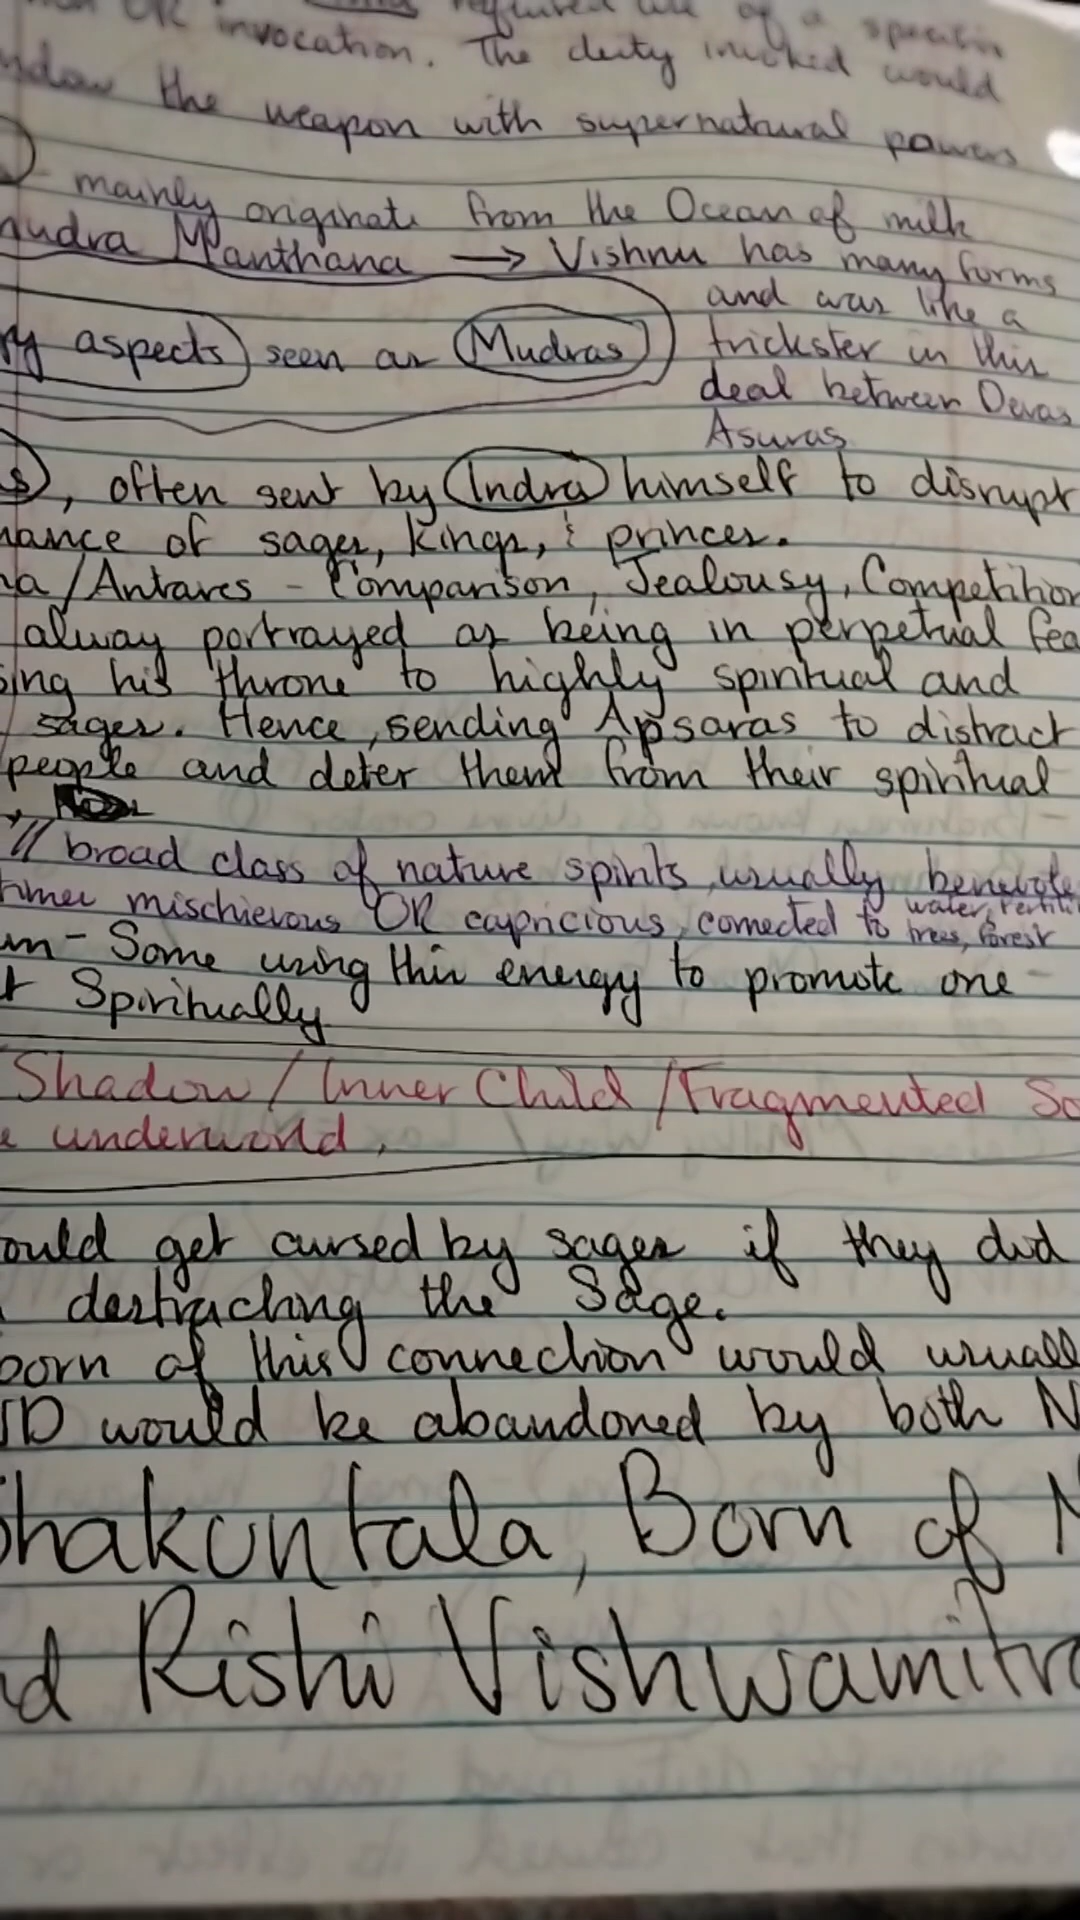 OR invocation. The deity invoked would
the weapon with supernatural powers
mainly originate from the Ocean of milk
Manthana → Vishnu has many forms
and was like a
aspects seen as Mudras trickster in this
deal between Devas
Asuras
, often sent by Indra himself to disrupt
of sages, kings, & princes.
/Antares - Comparison, Jealousy, Competition
alway portrayed as being in perpetual
his throne to highly spiritual and
sages. Hence, sending Apsaras to distract
people and deter them from their spiritual
broad class of nature spirits, usually
water,
mischievous OR capricious, connected to trees, forest
- Some using this energy to promote one
Spiritually
Shadow / Inner Child / Fragmented
underworld,
get cursed by sages if they did
destraching the Sage.
born of this connection would
would be abandoned by both
hakuntala, Born of
Rishi Vishwamitra